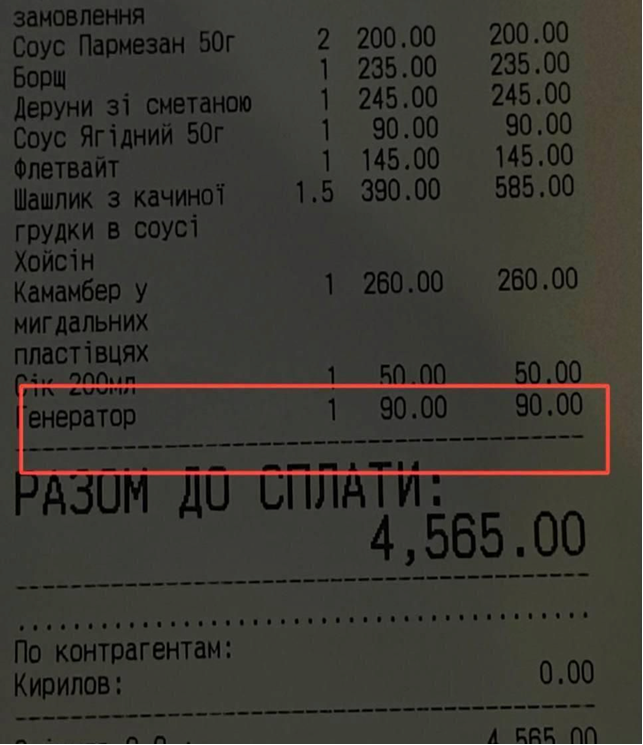 замовлення
Соус Пармезан 50г 2 200.00 200.00
Борщ 1 235.00 235.00
Деруни зі сметаною 1 245.00 245.00
Соус Ягідний 50г 1 90.00 90.00
Флетвайт 1 145.00 145.00
Шашлик з качиної 1.5 390.00 585.00
грудки в соусі
Хойсін
Камамбер у 1 260.00 260.00
мигдальних
пластівцях
Сік 200мл 1 50.00 50.00
Генератор 1 90.00 90.00
РАЗОМ ДО СПЛАТИ:
4,565.00
По контрагентам:
Кирилов: 0.00
4,565.00